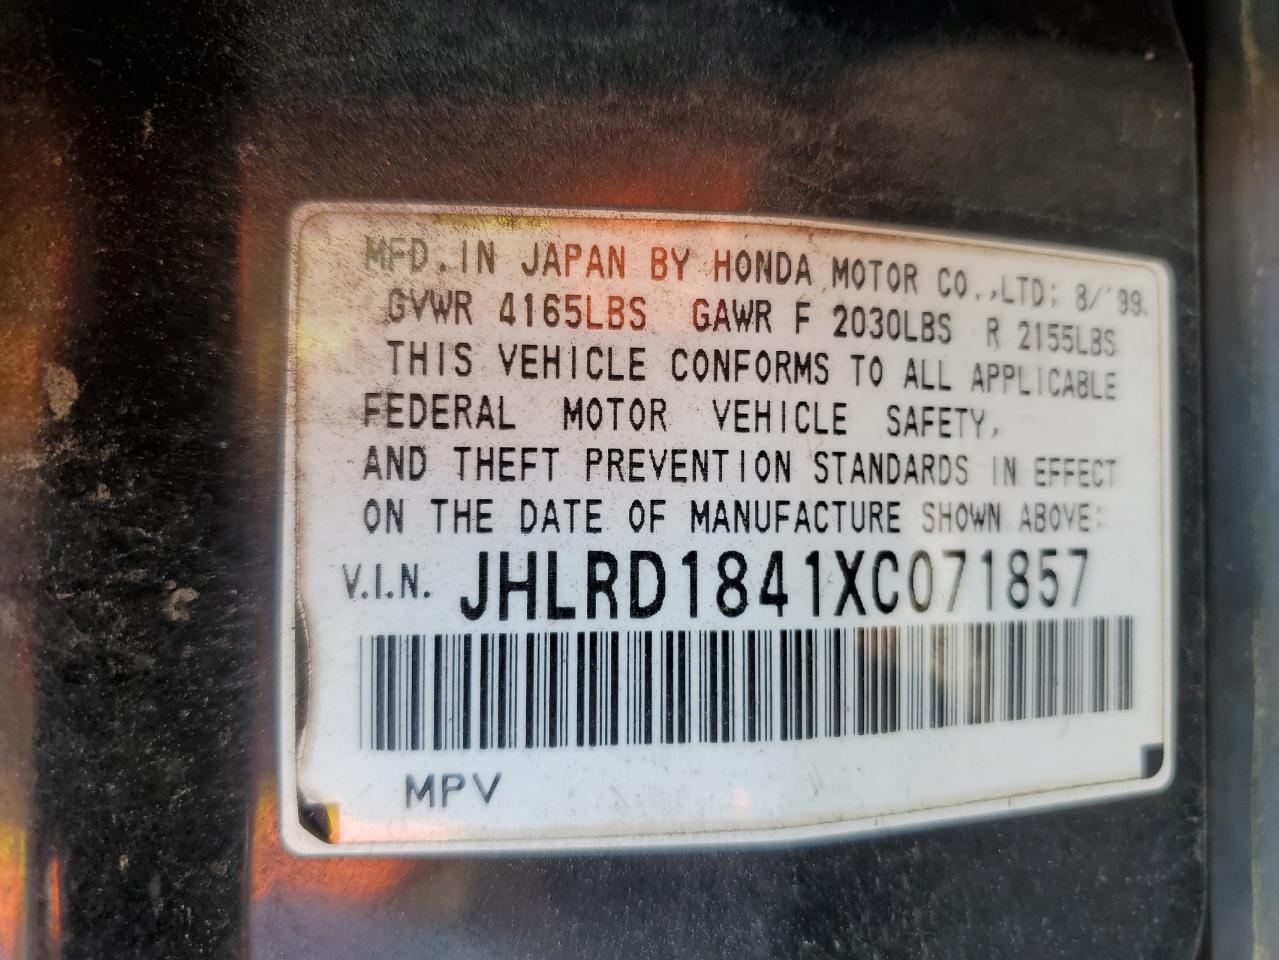 MFD. IN JAPAN BY HONDA MOTOR CO.,LTD; 8/'99.
GVWR 4165LBS GAWR F 2030LBS R 2155LBS
THIS VEHICLE CONFORMS TO ALL APPLICABLE
FEDERAL MOTOR VEHICLE SAFETY,
AND THEFT PREVENTION STANDARDS IN EFFECT
ON THE DATE OF MANUFACTURE SHOWN ABOVE:
V.I.N. JHLRD1841XC071857
MPV